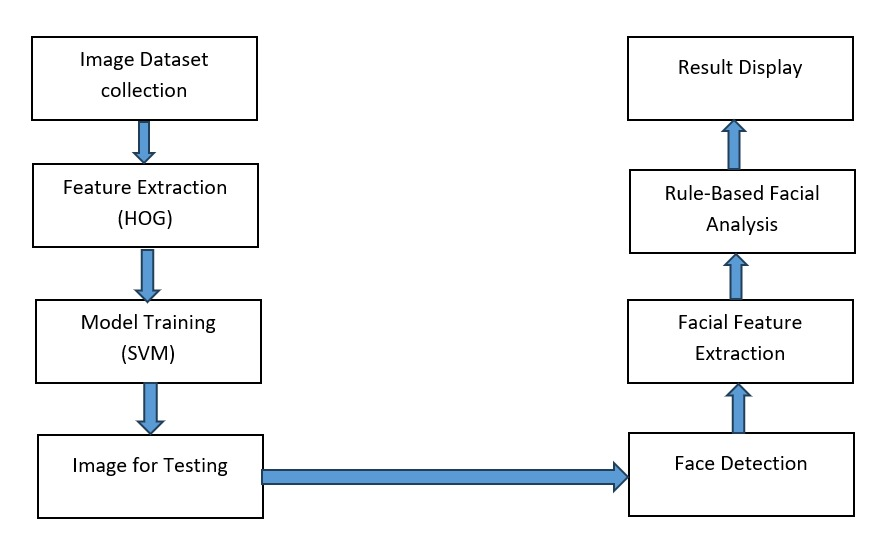 Image Dataset
collection
Feature Extraction
(HOG)
Model Training
(SVM)
Image for Testing
Face Detection
Facial Feature
Extraction
Rule-Based Facial
Analysis
Result Display